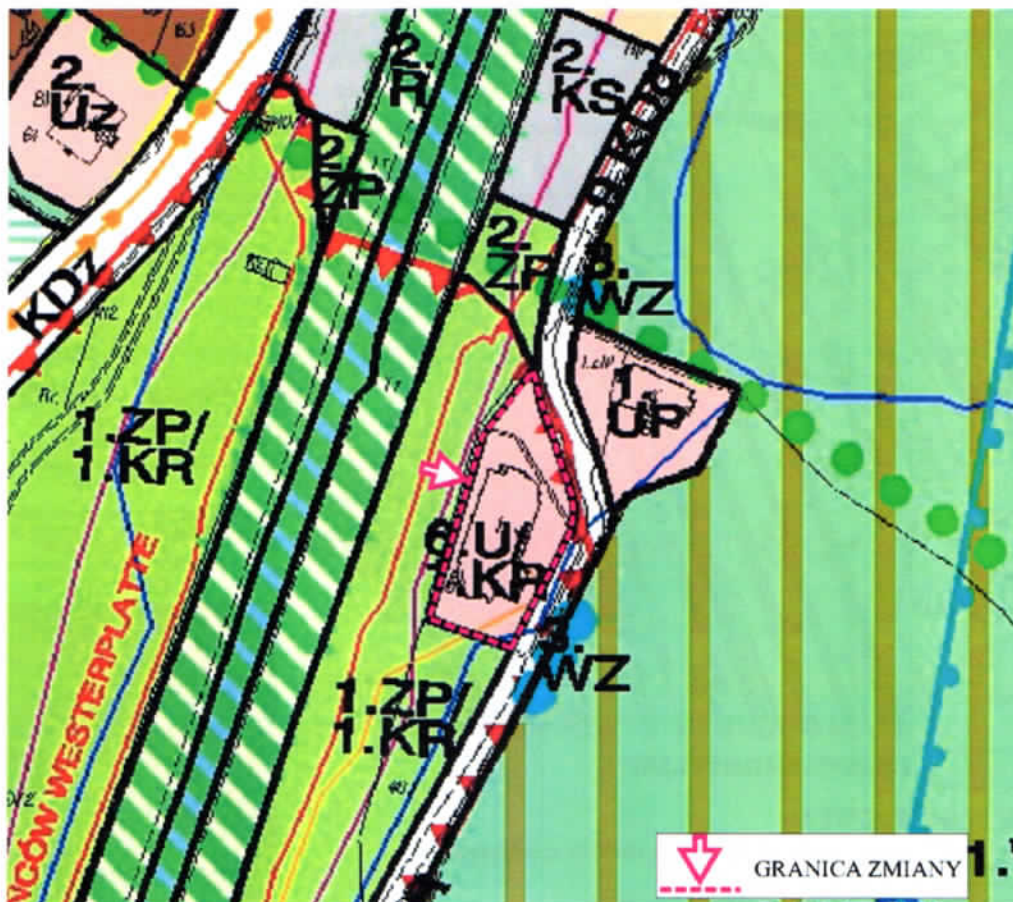 2.
UZ
2.
R
2.
KS
2.
ZP
2.
ZP
3.
WZ
KDZ
1.
UP
1.ZP/
1.KR
6.U
KP
3.
WZ
1.ZP/
1.KR
NCÓW WESTERPLATTE
GRANICA ZMIANY
1.